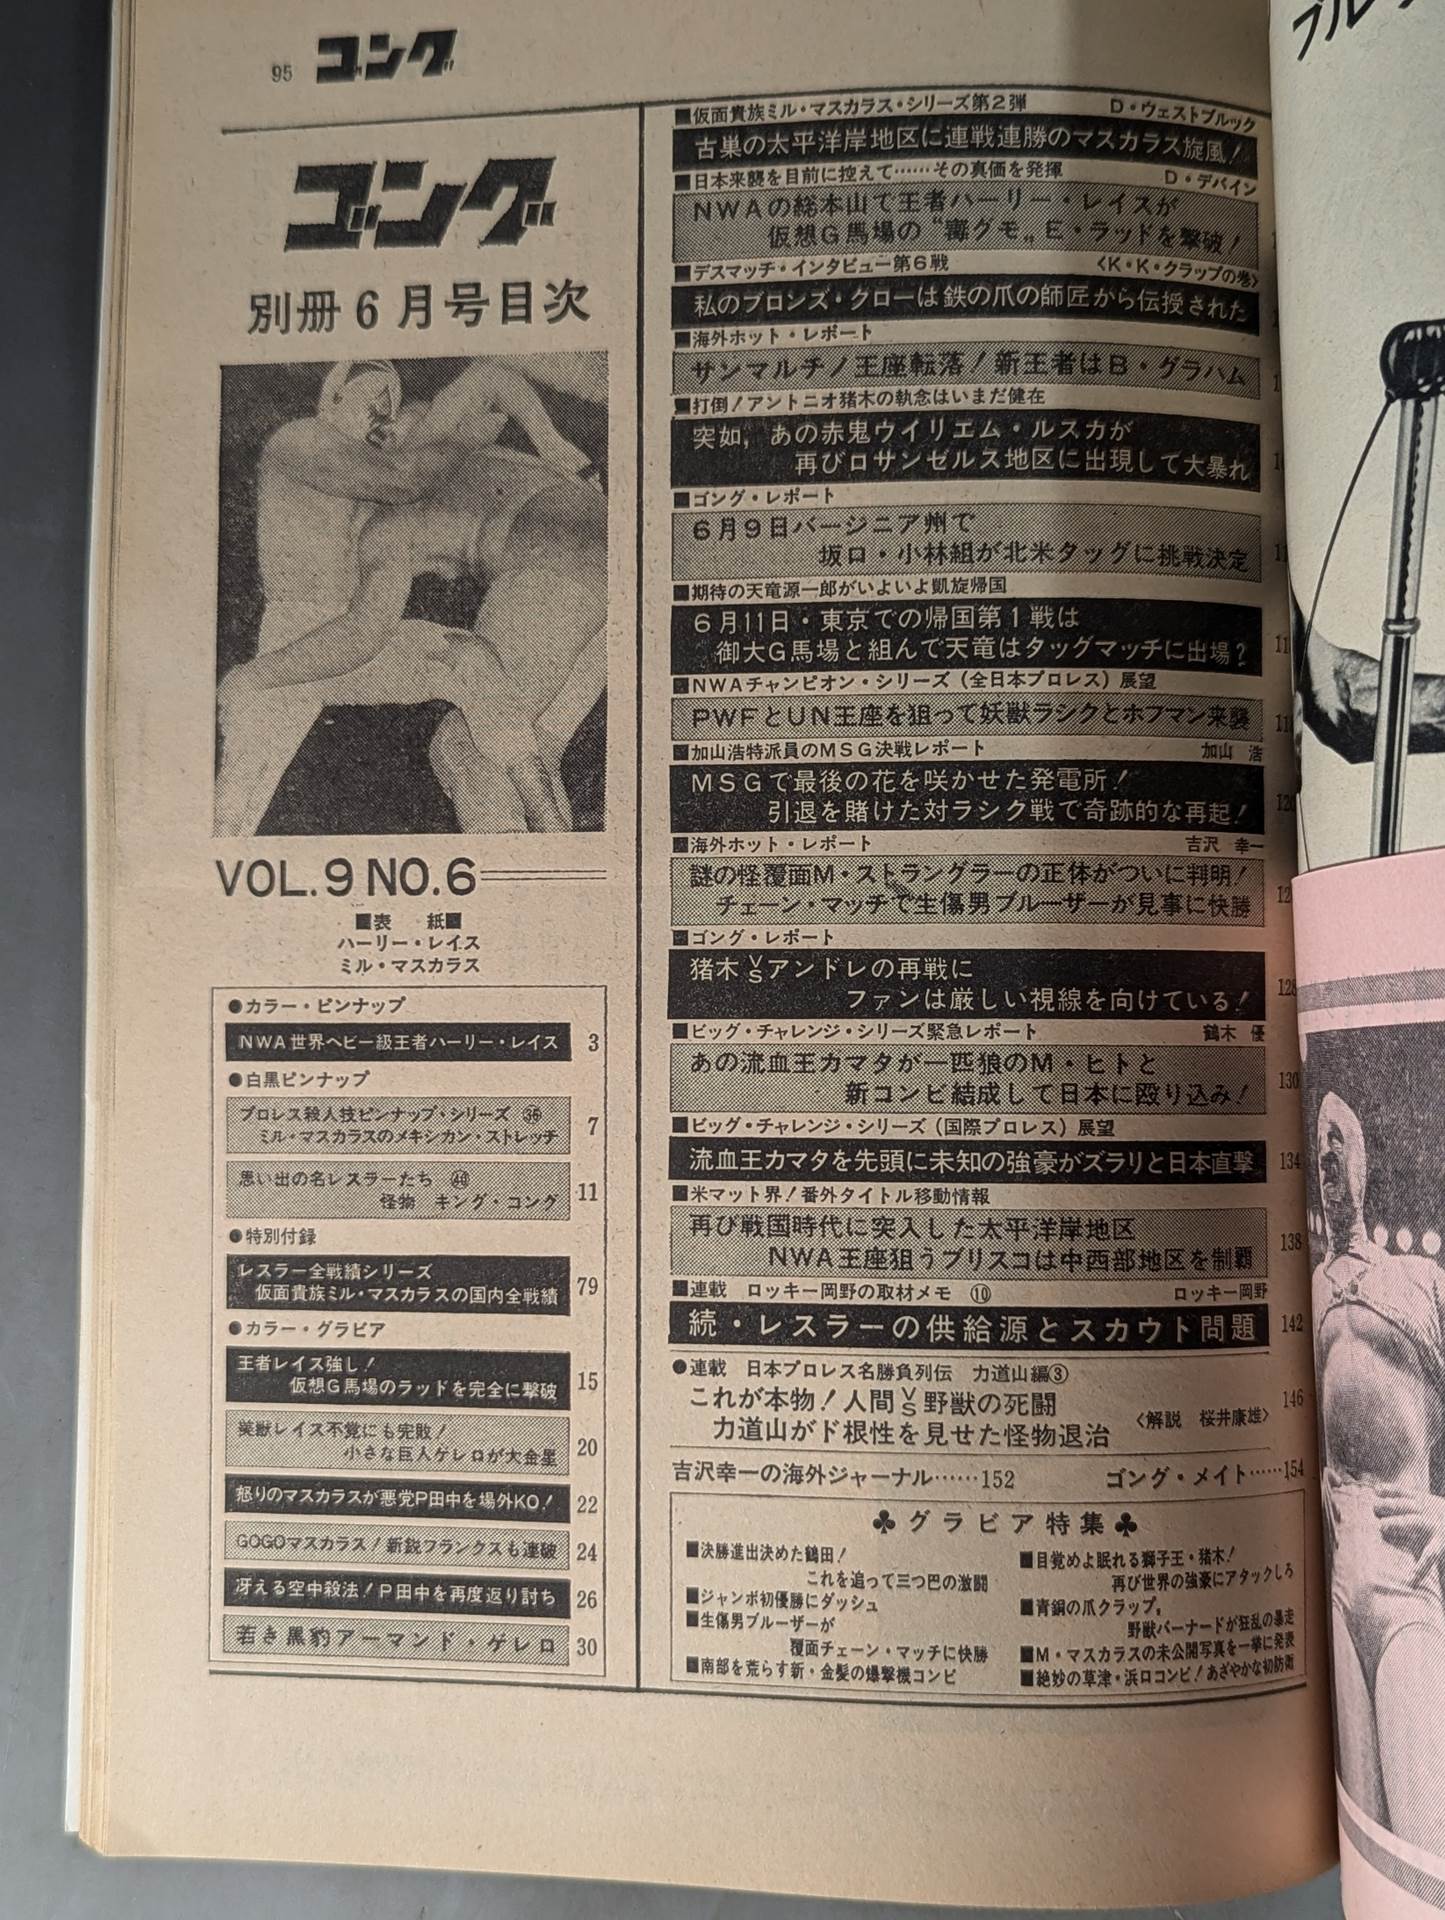 95 ゴング
ゴング
別冊6月号目次
VOL.9 NO.6
■表 紙■
ハーリー・レイス
ミル・マスカラス
●カラー・ピンナップ
NWA世界ヘビー級王者ハーリー・レイス 3
●白黒ピンナップ
プロレス殺人技ピンナップ・シリーズ ㊱
ミル・マスカラスのメキシカン・ストレッチ 7
思い出の名レスラーたち ㊵
怪物 キング・コング 11
●特別付録
レスラー全戦績シリーズ
仮面貴族ミル・マスカラスの国内全戦績 79
●カラー・グラビア
王者レイス強し!
仮想G馬場のラッドを完全に撃破 15
英獣レイス不覚にも完敗!
小さな巨人ゲレロが大金星 20
怒りのマスカラスが悪党P田中を場外KO! 22
GOGOマスカラス!新鋭フランクスも連破 24
冴える空中殺法!P田中を再度返り討ち 26
若き黒豹アーマンド・ゲレロ 30
■仮面貴族ミル・マスカラス・シリーズ第2弾 D・ウェストブルック
古巣の太平洋岸地区に連戦連勝のマスカラス旋風!
■日本来襲を目前に控えて……その真価を発揮 D・デバイン
NWAの総本山で王者ハーリー・レイスが
仮想G馬場の“毒グモ„E・ラッドを撃破!
■デスマッチ・インタビュー第6戦 〈K・K・クラップの巻〉
私のブロンズ・クローは鉄の爪の師匠から伝授された
■海外ホット・レポート
サンマルチノ王座転落!新王者はB・グラハム
■打倒!アントニオ猪木の執念はいまだ健在
突如,あの赤鬼ウイリエム・ルスカが
再びロサンゼルス地区に出現して大暴れ
■ゴング・レポート
6月9日バージニア州で
坂口・小林組が北米タッグに挑戦決定
■期待の天竜源一郎がいよいよ凱旋帰国
6月11日・東京での帰国第1戦は
御大G馬場と組んで天竜はタッグマッチに出場?
■NWAチャンピオン・シリーズ(全日本プロレス)展望
PWFとUN王座を狙って妖獣ラシクとホフマン来襲
■加山浩特派員のMSG決戦レポート 加山 浩
MSGで最後の花を咲かせた発電所!
引退を賭けた対ラシク戦で奇跡的な再起!
■海外ホット・レポート 吉沢 幸一
謎の怪覆面M・ストラングラーの正体がついに判明!
チェーン・マッチで生傷男ブルーザーが見事に快勝
■ゴング・レポート
猪木VSアンドレの再戦に
ファンは厳しい視線を向けている! 128
■ビッグ・チャレンジ・シリーズ緊急レポート 鶴木 優
あの流血王カマタが一匹狼のM・ヒトと
新コンビ結成して日本に殴り込み! 130
■ビッグ・チャレンジ・シリーズ(国際プロレス)展望
流血王カマタを先頭に未知の強豪がズラリと日本直撃 134
■米マット界!番外タイトル移動情報
再び戦国時代に突入した太平洋岸地区
NWA王座狙うブリスコは中西部地区を制覇 138
■連載 ロッキー岡野の取材メモ ⑩ ロッキー岡野
続・レスラーの供給源とスカウト問題 142
●連載 日本プロレス名勝負列伝 力道山編③
これが本物!人間VS野獣の死闘 146
力道山がド根性を見せた怪物退治 〈解説 桜井康雄〉
吉沢幸一の海外ジャーナル……152 ゴング・メイト……154
♣グラビア特集♣
■決勝進出決めた鶴田!
これを追って三つ巴の激闘
■ジャンボ初優勝にダッシュ
■生傷男ブルーザーが
覆面チェーン・マッチに快勝
■南部を荒らす新・金髪の爆撃機コンビ
■目覚めよ眠れる獅子王・猪木!
再び世界の強豪にアタックしろ
■青銅の爪クラップ。
野獣バーナードが狂乱の暴走
■M・マスカラスの未公開写真を一挙に発表
■絶妙の草津・浜口コンビ!あざやかな初防衛